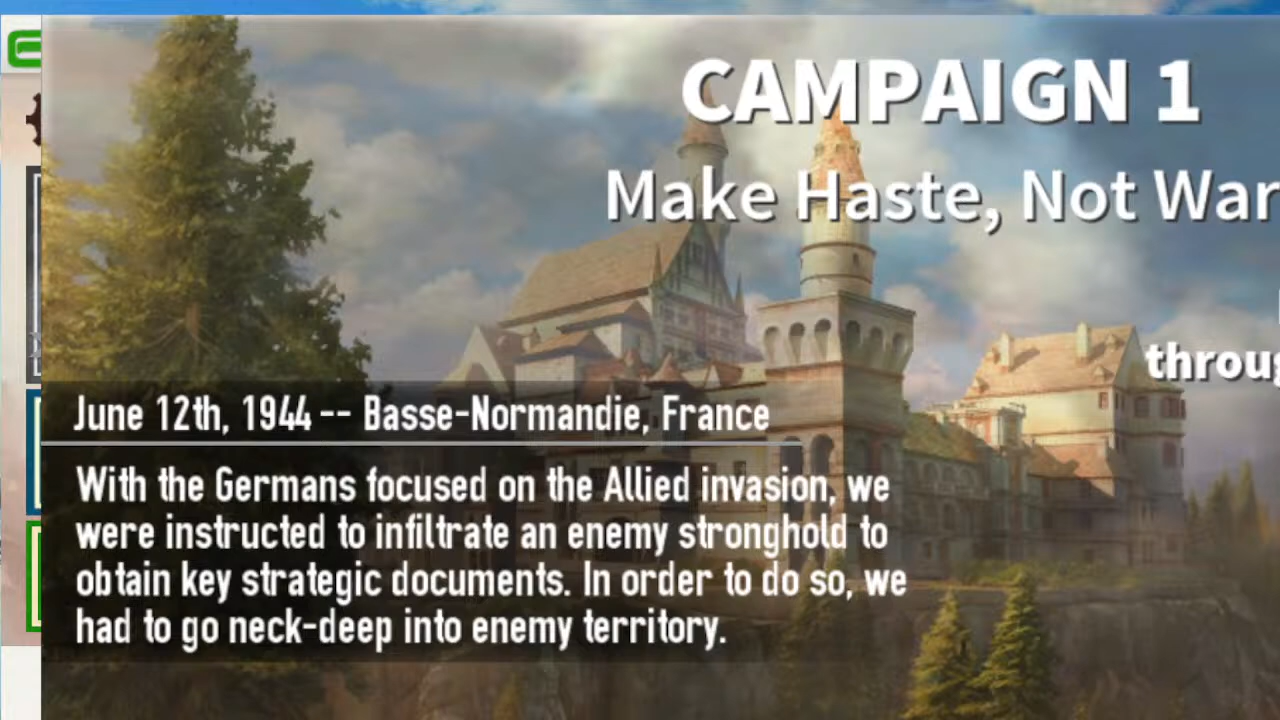 CAMPAIGN 1
Make Haste, Not War
June 12th, 1944 -- Basse-Normandie, France
With the Germans focused on the Allied invasion, we
were instructed to infiltrate an enemy stronghold to
obtain key strategic documents. In order to do so, we
had to go neck-deep into enemy territory.